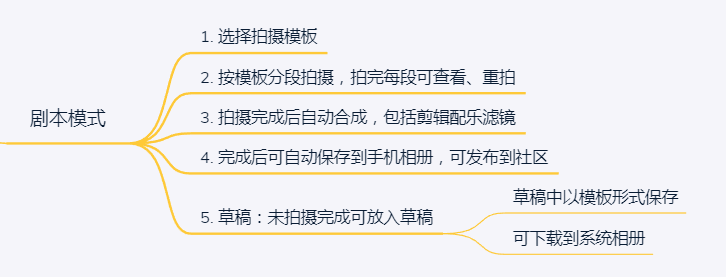 剧本模式
1. 选择拍摄模板
2. 按模板分段拍摄，拍完每段可查看、重拍
3. 拍摄完成后自动合成，包括剪辑配乐滤镜
4. 完成后可自动保存到手机相册，可发布到社区
5. 草稿：未拍摄完成可放入草稿
草稿中以模板形式保存
可下载到系统相册